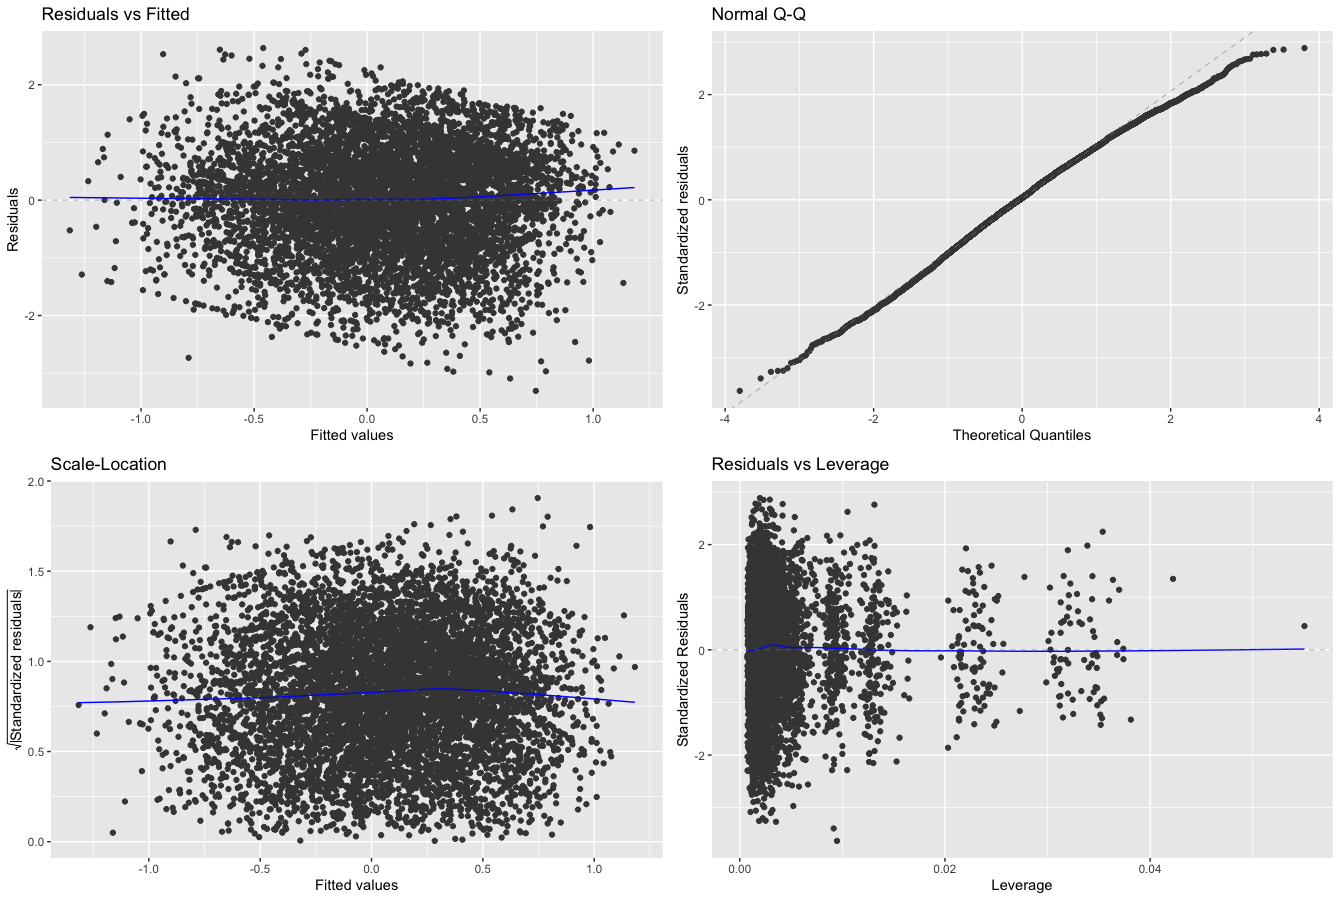 Residuals vs Fitted
2
0
-2
Residuals
-1.0 -0.5 0.0 0.5 1.0
Fitted values
Normal Q-Q
2
0
-2
Standardized residuals
-4 -2 0 2 4
Theoretical Quantiles
Scale-Location
2.0
1.5
1.0
0.5
0.0
√|Standardized residuals|
-1.0 -0.5 0.0 0.5 1.0
Fitted values
Residuals vs Leverage
2
0
-2
Standardized Residuals
0.00 0.02 0.04
Leverage